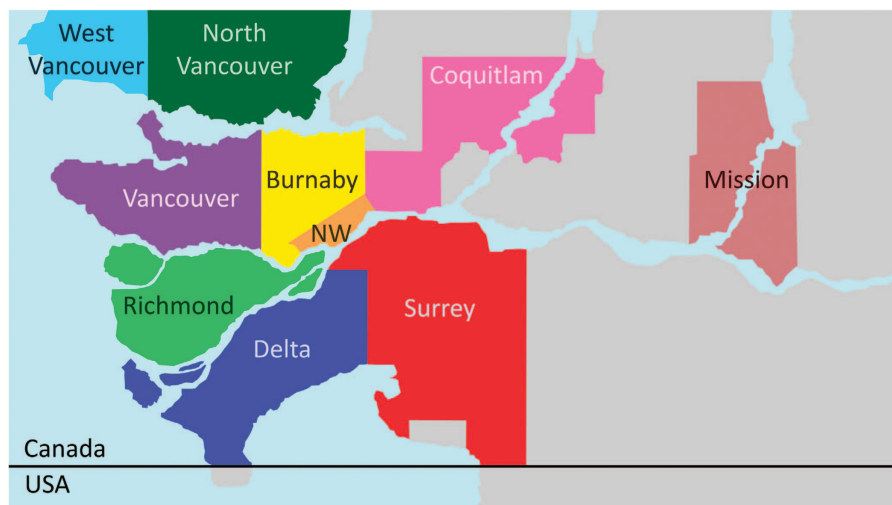 West
Vancouver
North
Vancouver
Coquitlam
Vancouver
Burnaby
Mission
NW
Richmond
Surrey
Delta
Canada
USA